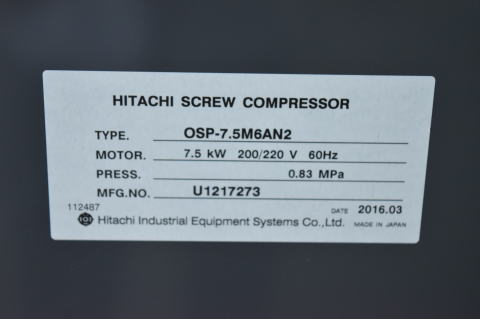 HITACHI SCREW COMPRESSOR
TYPE. OSP-7.5M6AN2
MOTOR. 7.5 kW 200/220 V 60Hz
PRESS. 0.83 MPa
MFG.NO. U1217273
112487
DATE 2016.03
Hitachi Industrial Equipment Systems Co.,Ltd. MADE IN JAPAN